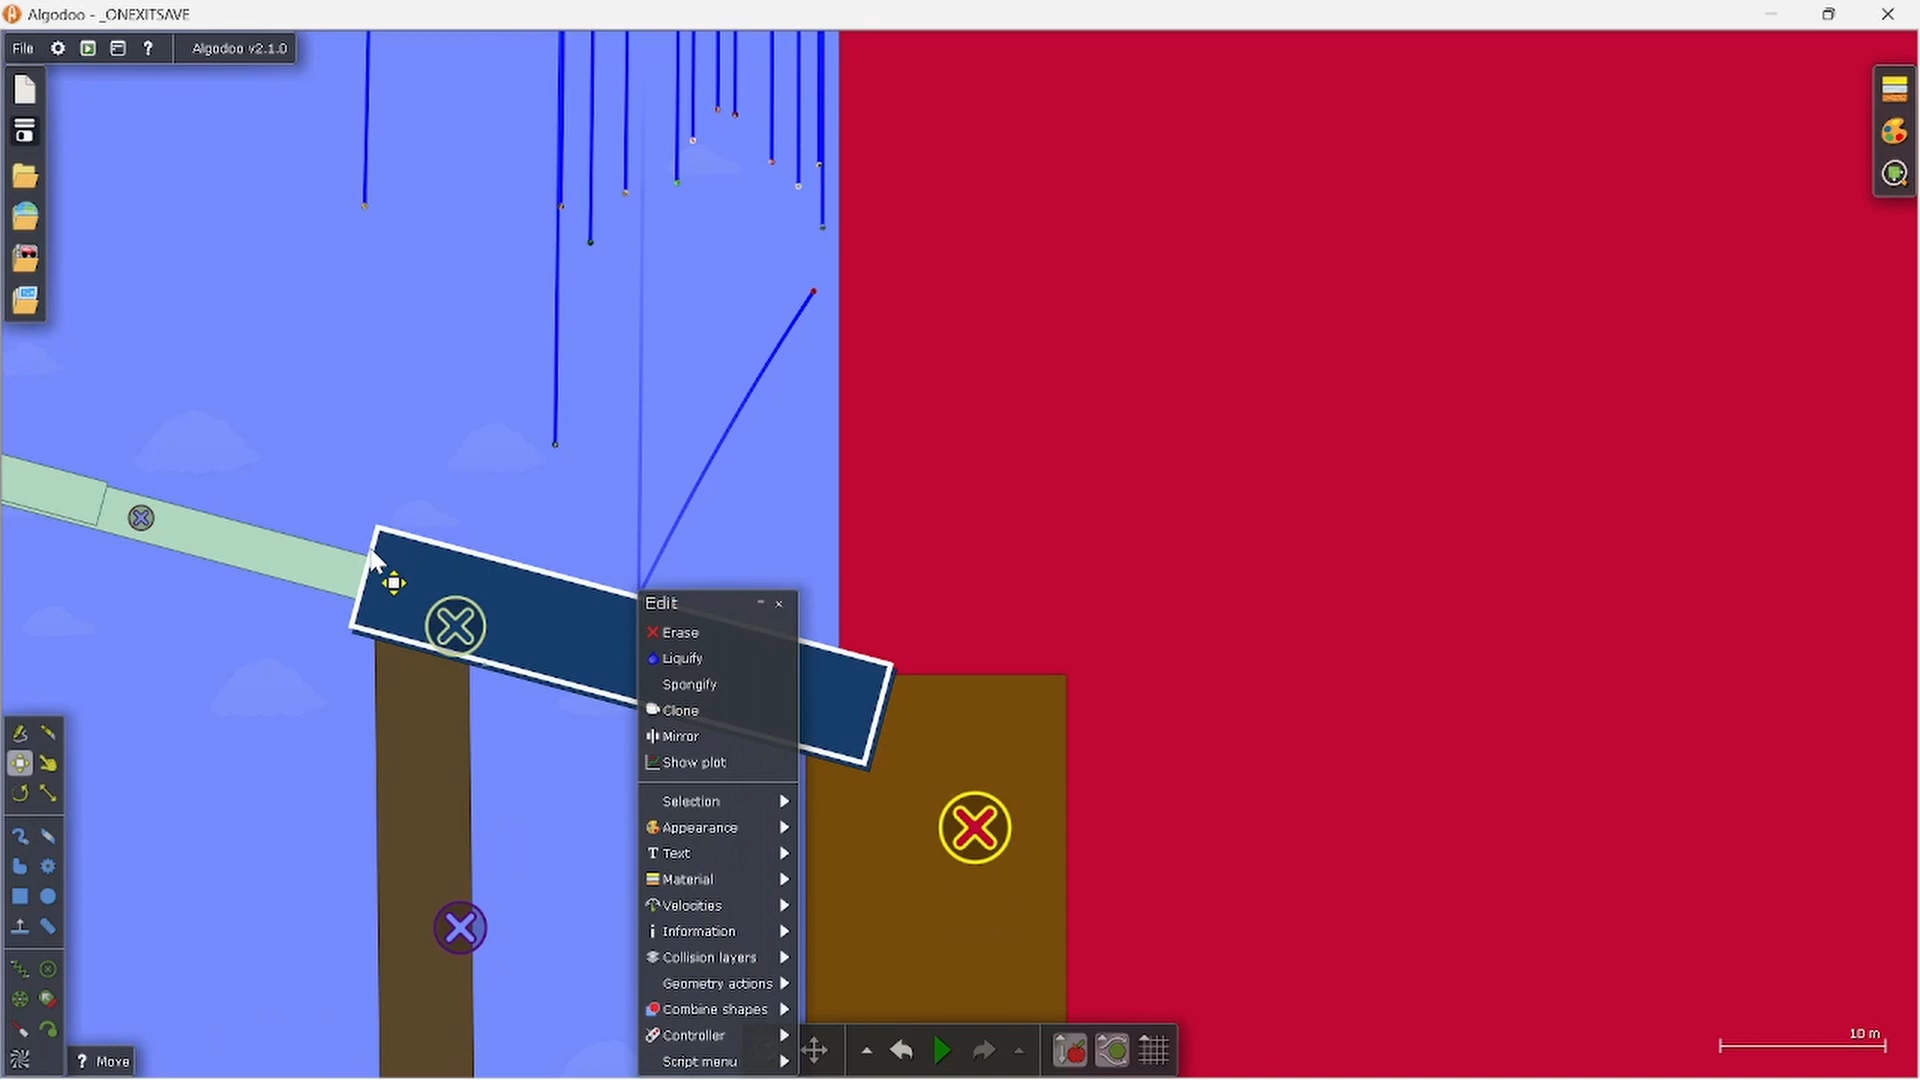 Algodoo - _ONEXITSAVE
File ? Algodoo v2.1.0
Edit
Erase
Liquify
Spongify
Clone
Mirror
Show plot
Selection
Appearance
T Text
Material
Velocities
i Information
Collision layers
Geometry actions
Combine shapes
Controller
Script menu
? Move
10 m